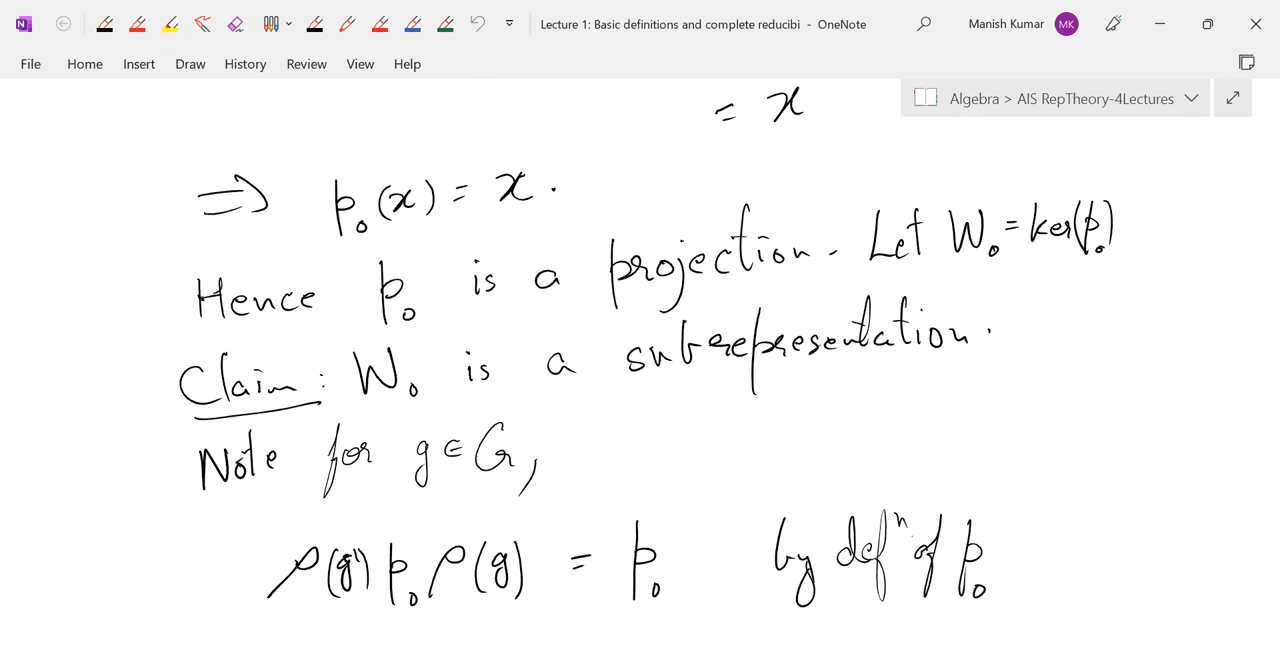 Lecture 1: Basic definitions and complete reducibi - OneNote
Manish Kumar MK
File Home Insert Draw History Review View Help
Algebra > AIS RepTheory-4Lectures
= x
⟹ p₀(x) = x.
Hence p₀ is a projection. Let W₀ = ker(p₀)
Claim: W₀ is a subrepresentation.
Note for g ∈ G,
ρ(g⁻¹) p₀ ρ(g) = p₀ by defⁿ of p₀